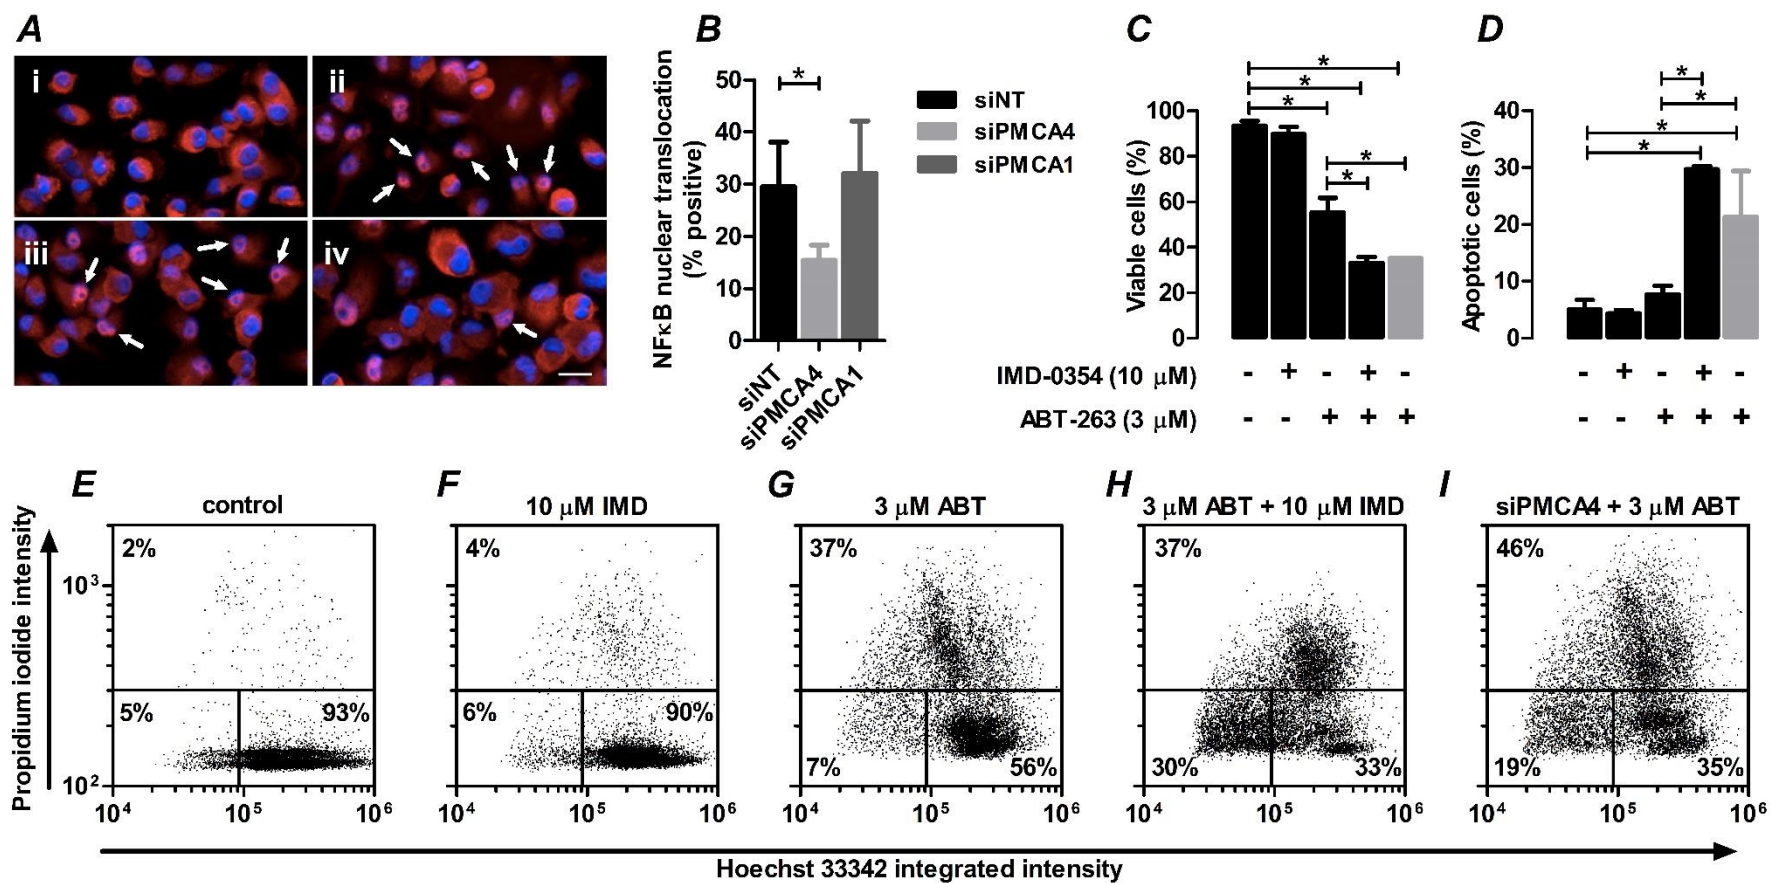 A
B
C
D
i
ii
iii
iv
NFκB nuclear translocation
(% positive)
50
40
30
20
10
0
*
siNT
siPMCA4
siPMCA1
siNT
siPMCA4
siPMCA1
Viable cells (%)
100
80
60
40
20
0
*
*
*
*
*
Apoptotic cells (%)
40
30
20
10
0
*
*
*
*
IMD-0354 (10 μM) - + - + - - + - + -
ABT-263 (3 μM) - - + + + - - + + +
E
F
G
H
I
control
10 μM IMD
3 μM ABT
3 μM ABT + 10 μM IMD
siPMCA4 + 3 μM ABT
Propidium iodide intensity
10³
10²
2%
5%
93%
10⁴ 10⁵ 10⁶
4%
6%
90%
10⁴ 10⁵ 10⁶
37%
7%
56%
10⁴ 10⁵ 10⁶
37%
30%
33%
10⁴ 10⁵ 10⁶
46%
19%
35%
10⁴ 10⁵ 10⁶
Hoechst 33342 integrated intensity